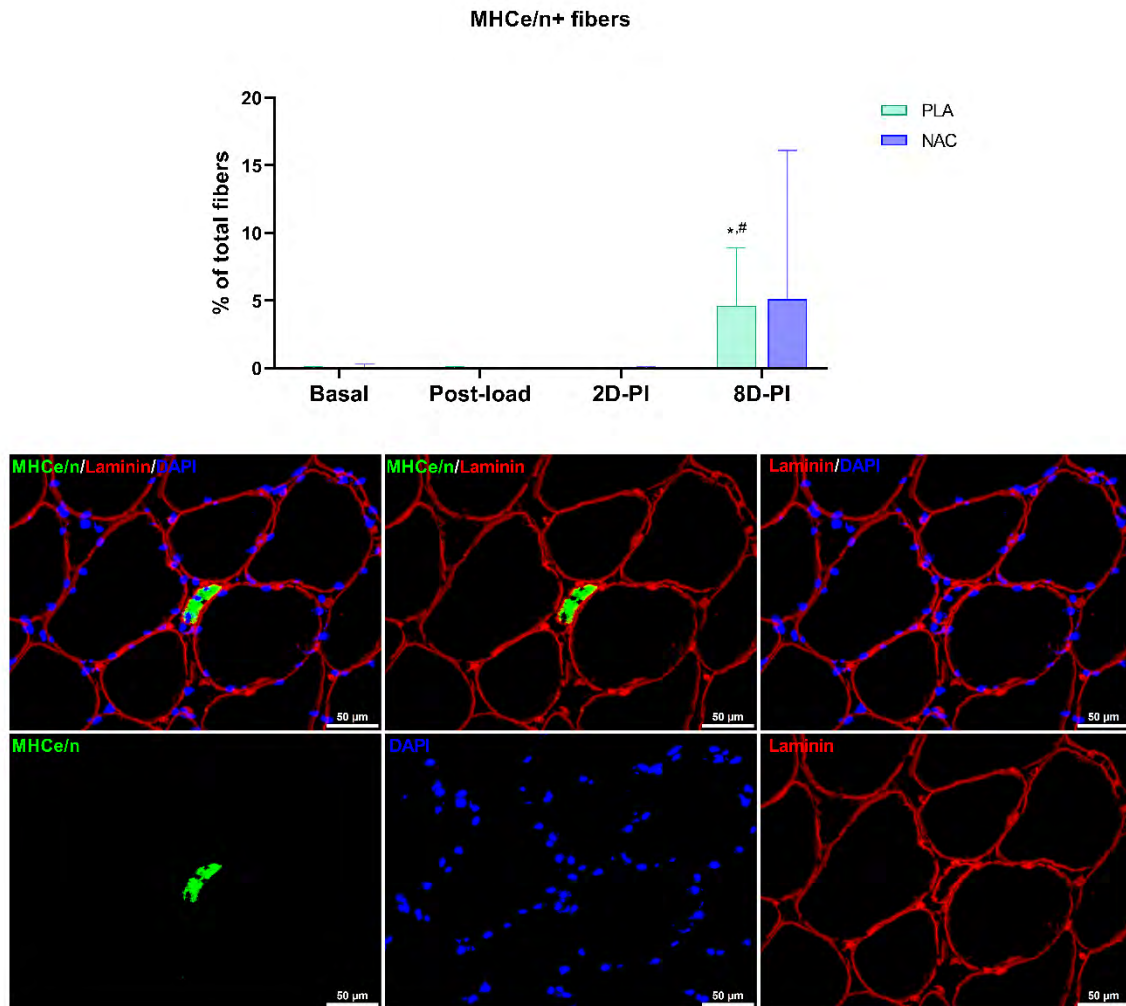 MHCe/n+ fibers
% of total fibers
20
15
10
5
0
*,#
Basal
Post-load
2D-PI
8D-PI
PLA
NAC
MHCe/n/Laminin/DAPI
50 µm
MHCe/n/Laminin
50 µm
Laminin/DAPI
50 µm
MHCe/n
50 µm
DAPI
50 µm
Laminin
50 µm